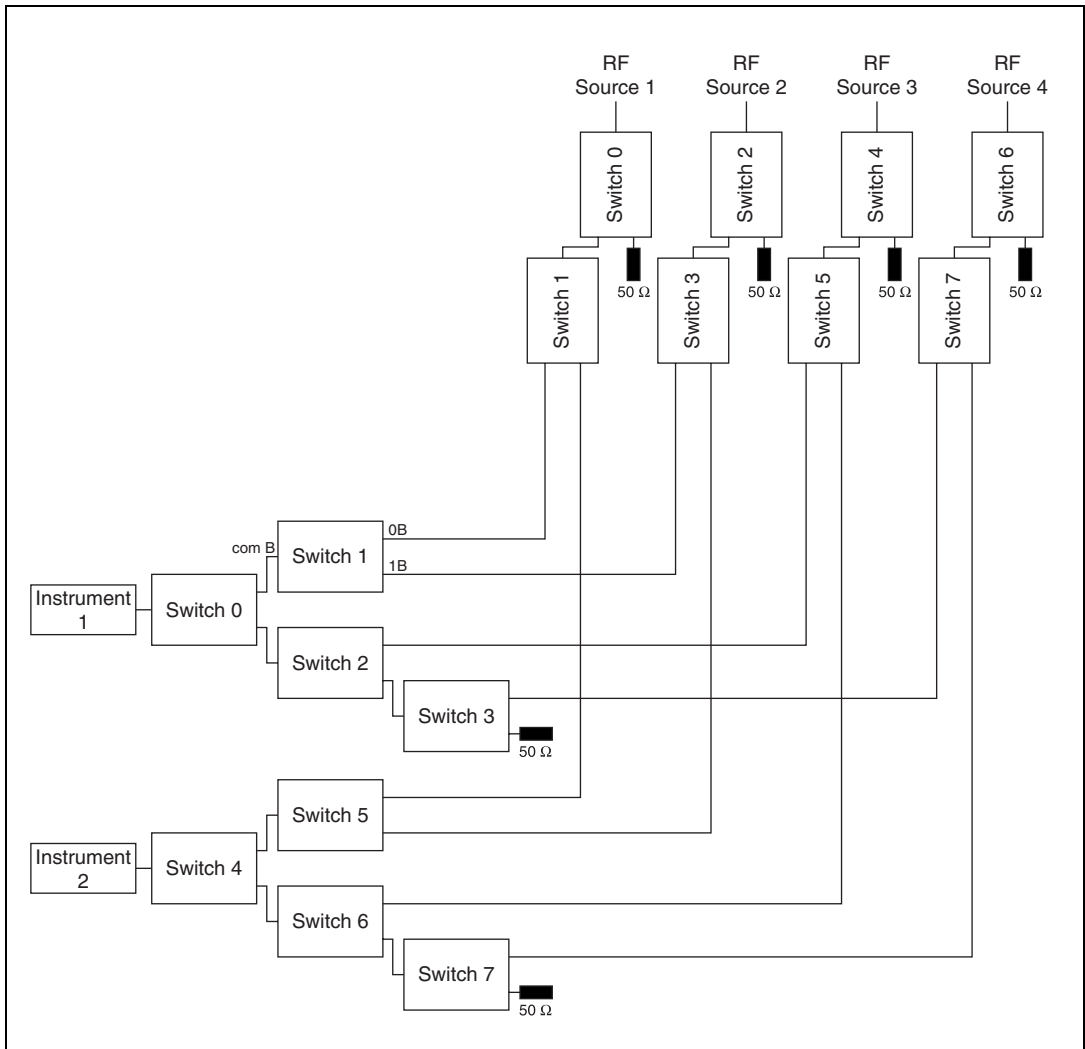 RF
Source 1
RF
Source 2
RF
Source 3
RF
Source 4
Switch 0
Switch 2
Switch 4
Switch 6
Switch 1
50 Ω
Switch 3
50 Ω
Switch 5
50 Ω
Switch 7
50 Ω
com B
Switch 1
0B
1B
Instrument
1
Switch 0
Switch 2
Switch 3
50 Ω
Switch 5
Instrument
2
Switch 4
Switch 6
Switch 7
50 Ω